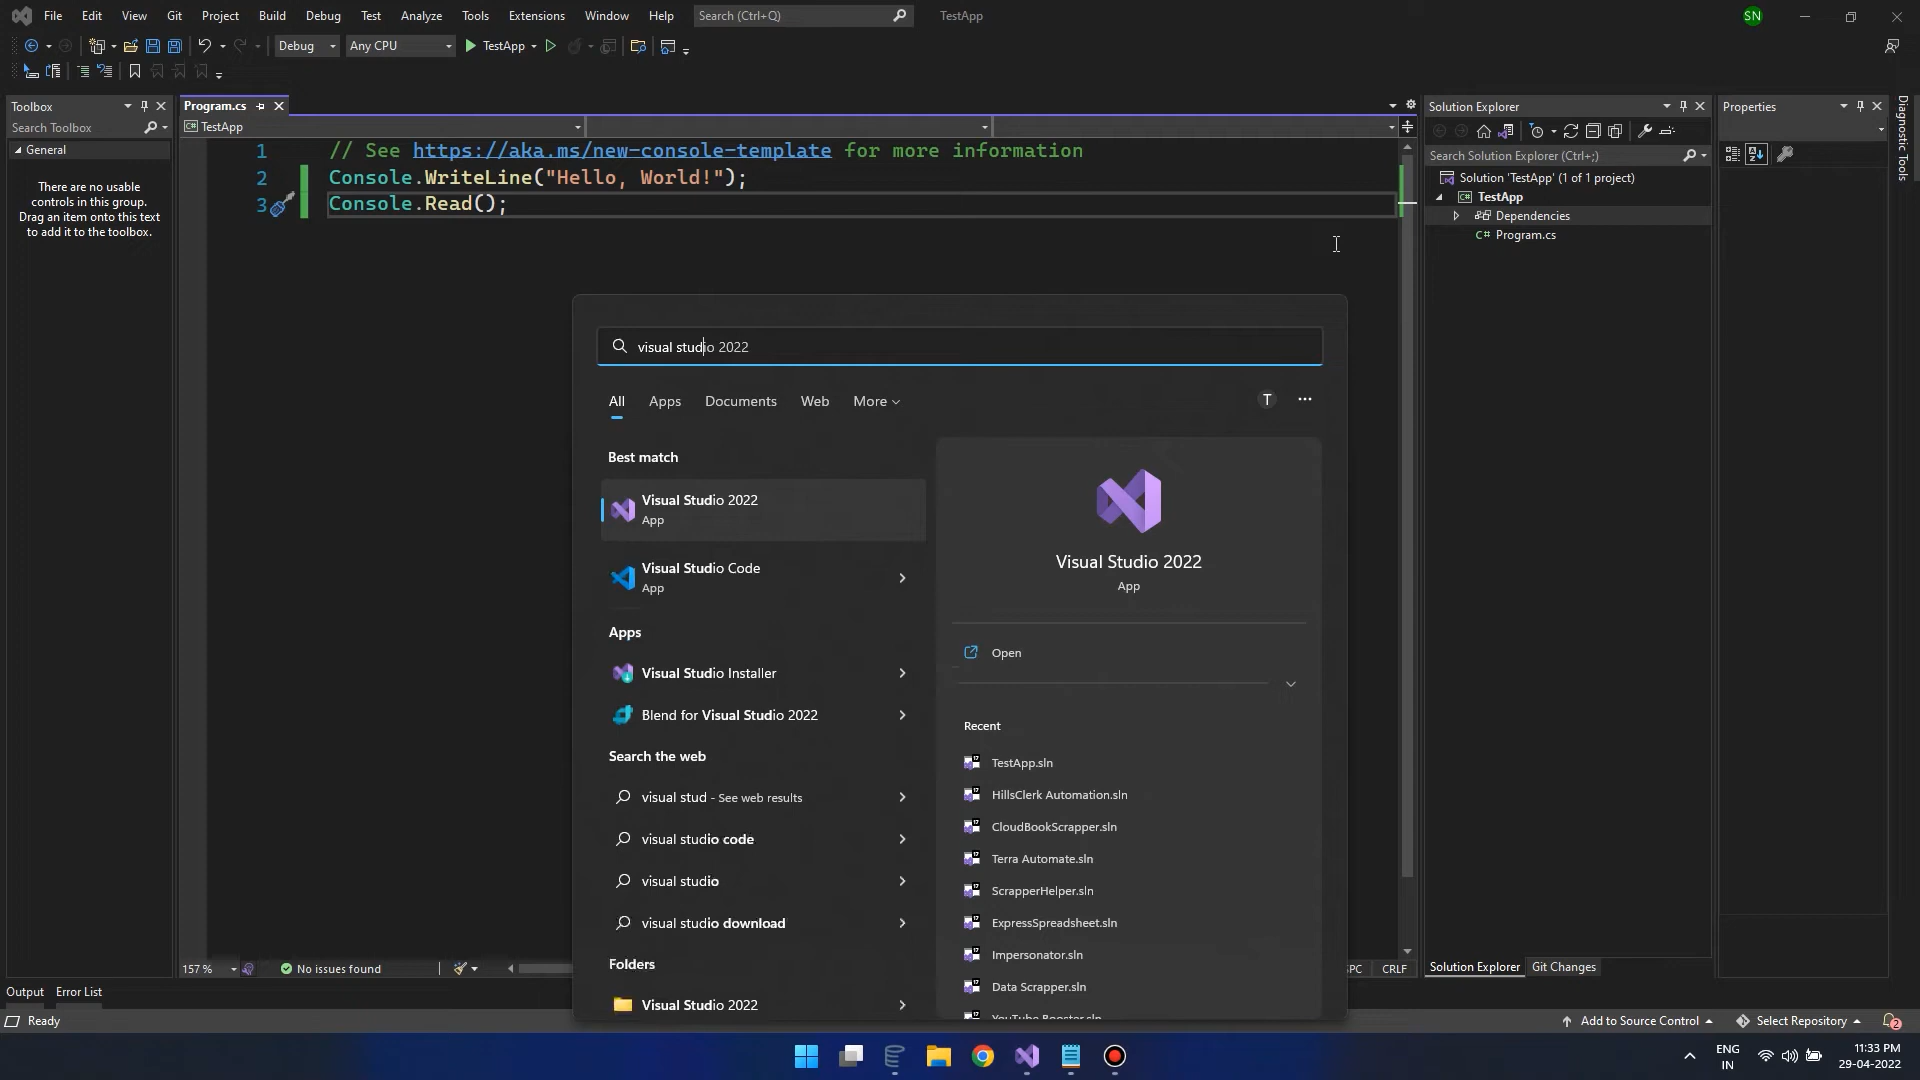 File Edit View Git Project Build Debug Test Analyze Tools Extensions Window Help Search (Ctrl+Q) TestApp SN
Debug Any CPU TestApp
Toolbox
Search Toolbox
General
There are no usable
controls in this group.
Drag an item onto this text
to add it to the toolbox.
Program.cs
TestApp
1 // See https://aka.ms/new-console-template for more information
2 Console.WriteLine("Hello, World!");
3 Console.Read();
Solution Explorer
Search Solution Explorer (Ctrl+;)
Solution 'TestApp' (1 of 1 project)
TestApp
Dependencies
C# Program.cs
Properties
Diagnostic Tools
visual studio 2022
All Apps Documents Web More T
Best match
Visual Studio 2022
App
Visual Studio Code
App
Apps
Visual Studio Installer
Blend for Visual Studio 2022
Search the web
visual stud - See web results
visual studio code
visual studio
visual studio download
Folders
Visual Studio 2022
Visual Studio 2022
App
Open
Recent
TestApp.sln
HillsClerk Automation.sln
CloudBookScrapper.sln
Terra Automate.sln
ScrapperHelper.sln
ExpressSpreadsheet.sln
Impersonator.sln
Data Scrapper.sln
YouTube Booster.sln
157 % No issues found SPC CRLF
Solution Explorer Git Changes
Output Error List
Ready Add to Source Control Select Repository 2
ENG
IN
11:33 PM
29-04-2022